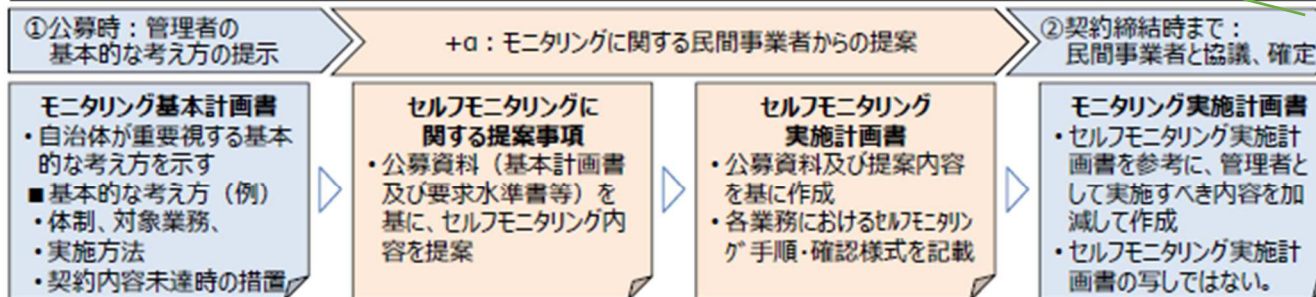 ①公募時：管理者の
基本的な考え方の提示
+α：モニタリングに関する民間事業者からの提案
②契約締結時まで：
民間事業者と協議、確定
モニタリング基本計画書
・自治体が重要視する基本
的な考え方を示す
■基本的な考え方（例）
・体制、対象業務、
・実施方法
・契約内容未達時の措置
セルフモニタリングに
関する提案事項
・公募資料（基本計画書
及び要求水準書等）を
基に、セルフモニタリング内
容を提案
セルフモニタリング
実施計画書
・公募資料及び提案内容
を基に作成
・各業務におけるｾﾙﾌﾓﾆﾀﾘﾝ
ｸﾞ手順・確認様式を記載
モニタリング実施計画書
・セルフモニタリング実施計
画書を参考に、管理者と
して実施すべき内容を加
減して作成
・セルフモニタリング実施計
画書の写しではない。